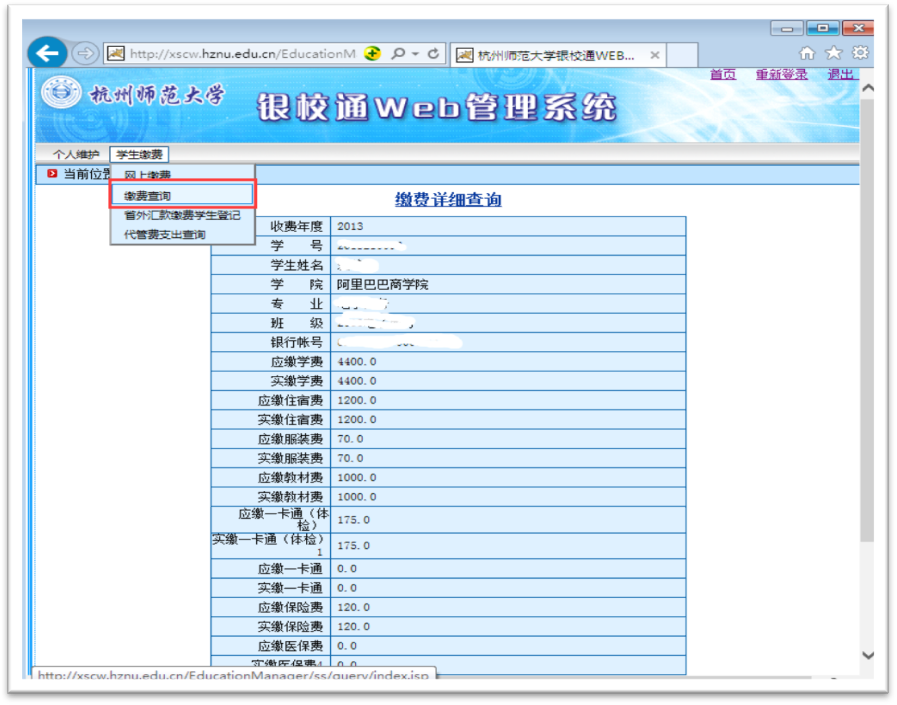 http://xscw.hznu.edu.cn/EducationM
杭州师范大学银校通WEB...
首页 重新登录 退出
杭州师范大学 银校通Web管理系统
个人维护 学生缴费
当前位置
网上缴费
缴费查询
省外汇款缴费学生登记
代管费支出查询
缴费详细查询
收费年度 2013
学 号
学生姓名
学 院 阿里巴巴商学院
专 业
班 级
银行帐号
应缴学费 4400.0
实缴学费 4400.0
应缴住宿费 1200.0
实缴住宿费 1200.0
应缴服装费 70.0
实缴服装费 70.0
应缴教材费 1000.0
实缴教材费 1000.0
应缴一卡通（体
检） 175.0
实缴一卡通（体检）
1 175.0
应缴一卡通 0.0
实缴一卡通 0.0
应缴保险费 120.0
实缴保险费 120.0
应缴医保费 0.0
实缴医保费 0.0
http://xscw.hznu.edu.cn/EducationManager/ss/query/index.jsp